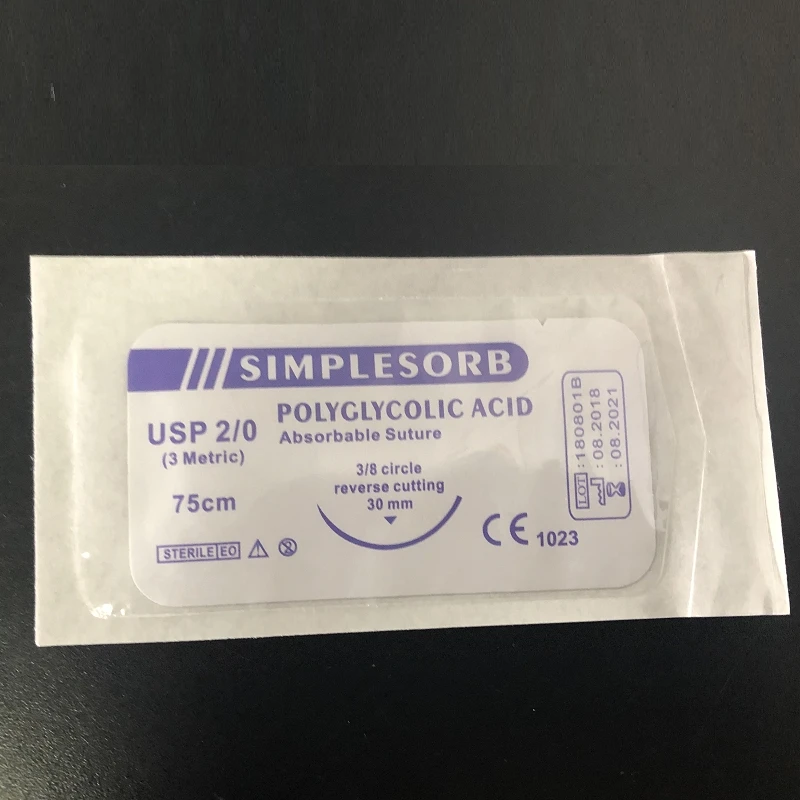 SIMPLESORB
POLYGLYCOLIC ACID
Absorbable Suture
USP 2/0
(3 Metric)
75cm
3/8 circle
reverse cutting
30 mm
STERILE EO
2
CE 1023
LOT :180801B
: 08.2018
: 08.2021